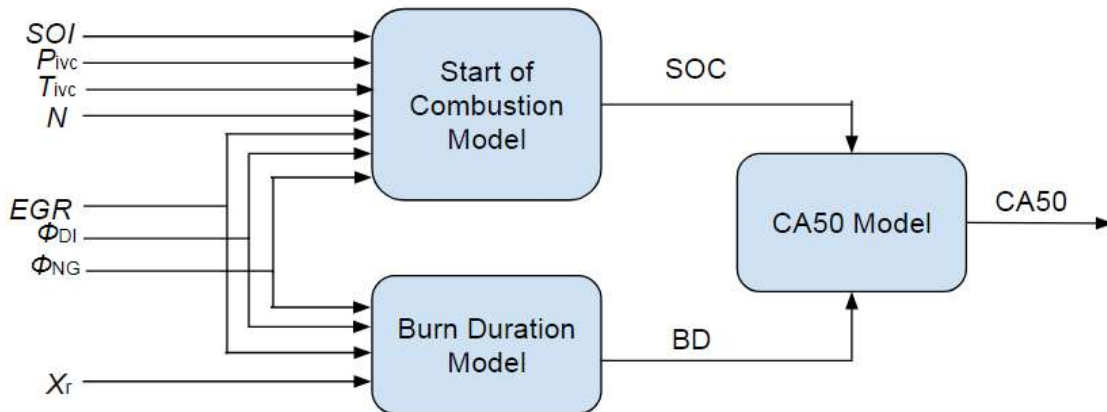 SOI
Pivc
Tivc
N
EGR
ΦDI
ΦNG
Xr
Start of
Combustion
Model
Burn Duration
Model
SOC
BD
CA50 Model
CA50